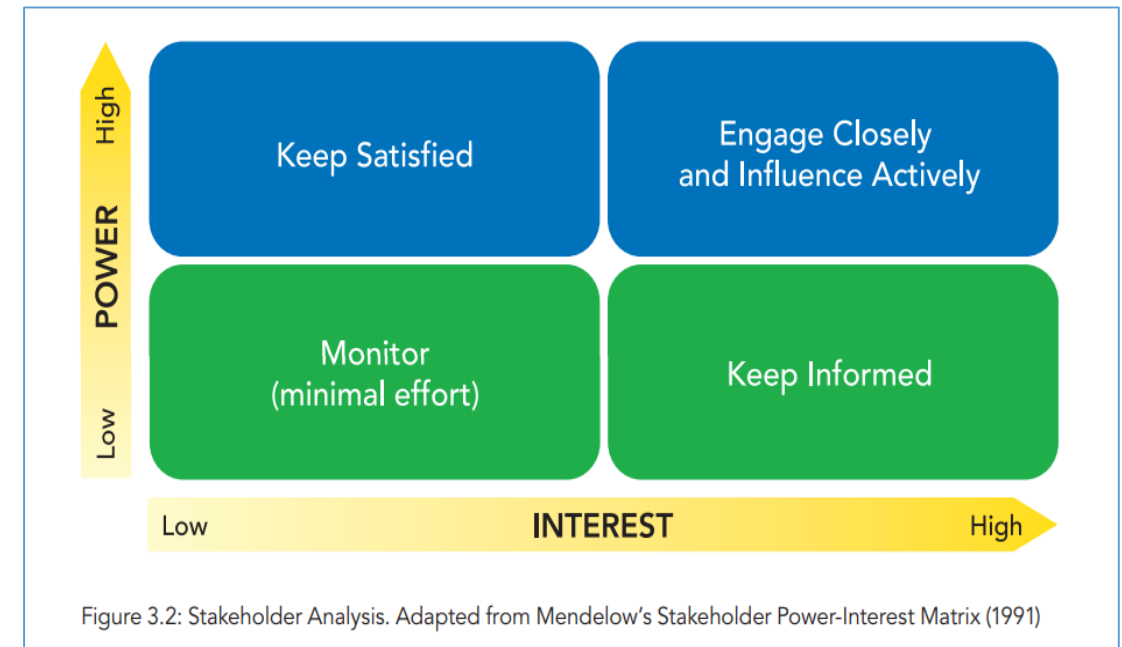 High
POWER
Low
Keep Satisfied
Engage Closely
and Influence Actively
Monitor
(minimal effort)
Keep Informed
Low
INTEREST
High
Figure 3.2: Stakeholder Analysis. Adapted from Mendelow's Stakeholder Power-Interest Matrix (1991)